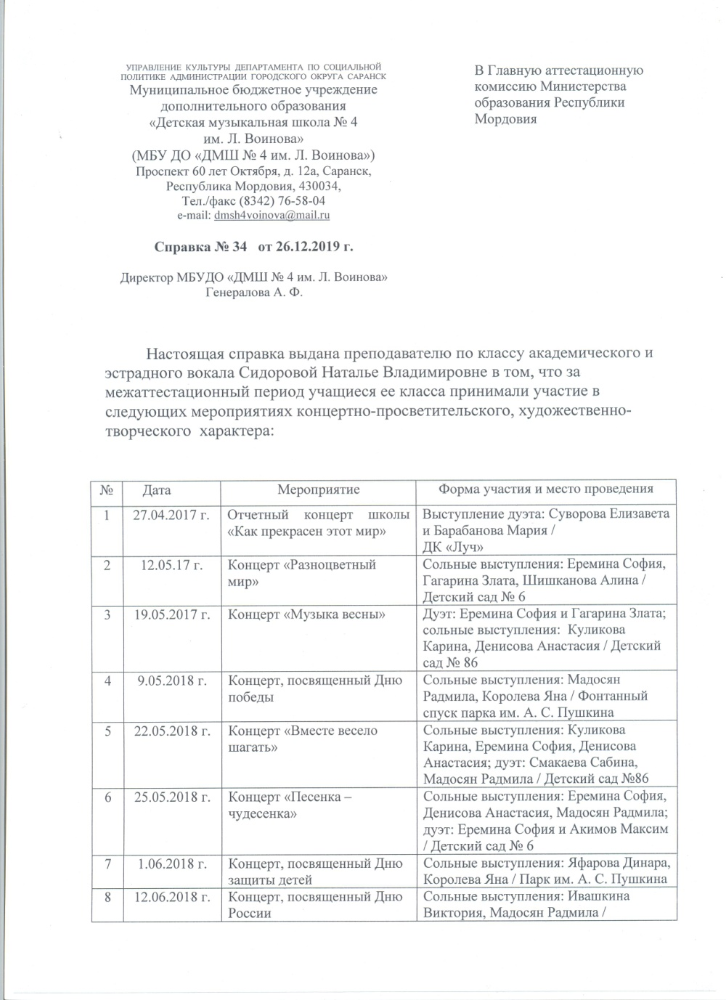 УПРАВЛЕНИЕ КУЛЬТУРЫ ДЕПАРТАМЕНТА ПО СОЦИАЛЬНОЙ
ПОЛИТИКЕ АДМИНИСТРАЦИИ ГОРОДСКОГО ОКРУГА САРАНСК
Муниципальное бюджетное учреждение
дополнительного образования
«Детская музыкальная школа № 4
им. Л. Воинова»
(МБУ ДО «ДМШ № 4 им. Л. Воинова»)
Проспект 60 лет Октября, д. 12а, Саранск,
Республика Мордовия, 430034,
Тел./факс (8342) 76-58-04
e-mail: dmsh4voinova@mail.ru
В Главную аттестационную
комиссию Министерства
образования Республики
Мордовия
Справка № 34 от 26.12.2019 г.
Директор МБУДО «ДМШ № 4 им. Л. Воинова»
Генералова А. Ф.
Настоящая справка выдана преподавателю по классу академического и
эстрадного вокала Сидоровой Наталье Владимировне в том, что за
межаттестационный период учащиеся ее класса принимали участие в
следующих мероприятиях концертно-просветительского, художественно-
творческого характера:
№ Дата Мероприятие Форма участия и место проведения
1 27.04.2017 г. Отчетный концерт школы Выступление дуэта: Суворова Елизавета
«Как прекрасен этот мир» и Барабанова Мария /
ДК «Луч»
2 12.05.17 г. Концерт «Разноцветный Сольные выступления: Еремина София,
мир» Гагарина Злата, Шишканова Алина /
Детский сад № 6
3 19.05.2017 г. Концерт «Музыка весны» Дуэт: Еремина София и Гагарина Злата;
сольные выступления: Куликова
Карина, Денисова Анастасия / Детский
сад № 86
4 9.05.2018 г. Концерт, посвященный Дню Сольные выступления: Мадосян
победы Радмила, Королева Яна / Фонтанный
спуск парка им. А. С. Пушкина
5 22.05.2018 г. Концерт «Вместе весело Сольные выступления: Куликова
шагать» Карина, Еремина София, Денисова
Анастасия; дуэт: Смакаева Сабина,
Мадосян Радмила / Детский сад №86
6 25.05.2018 г. Концерт «Песенка – Сольные выступления: Еремина София,
чудесенка» Денисова Анастасия, Мадосян Радмила;
дуэт: Еремина София и Акимов Максим
/ Детский сад № 6
7 1.06.2018 г. Концерт, посвященный Дню Сольные выступления: Яфарова Динара,
защиты детей Королева Яна / Парк им. А. С. Пушкина
8 12.06.2018 г. Концерт, посвященный Дню Сольные выступления: Ивашкина
России Виктория, Мадосян Радмила /